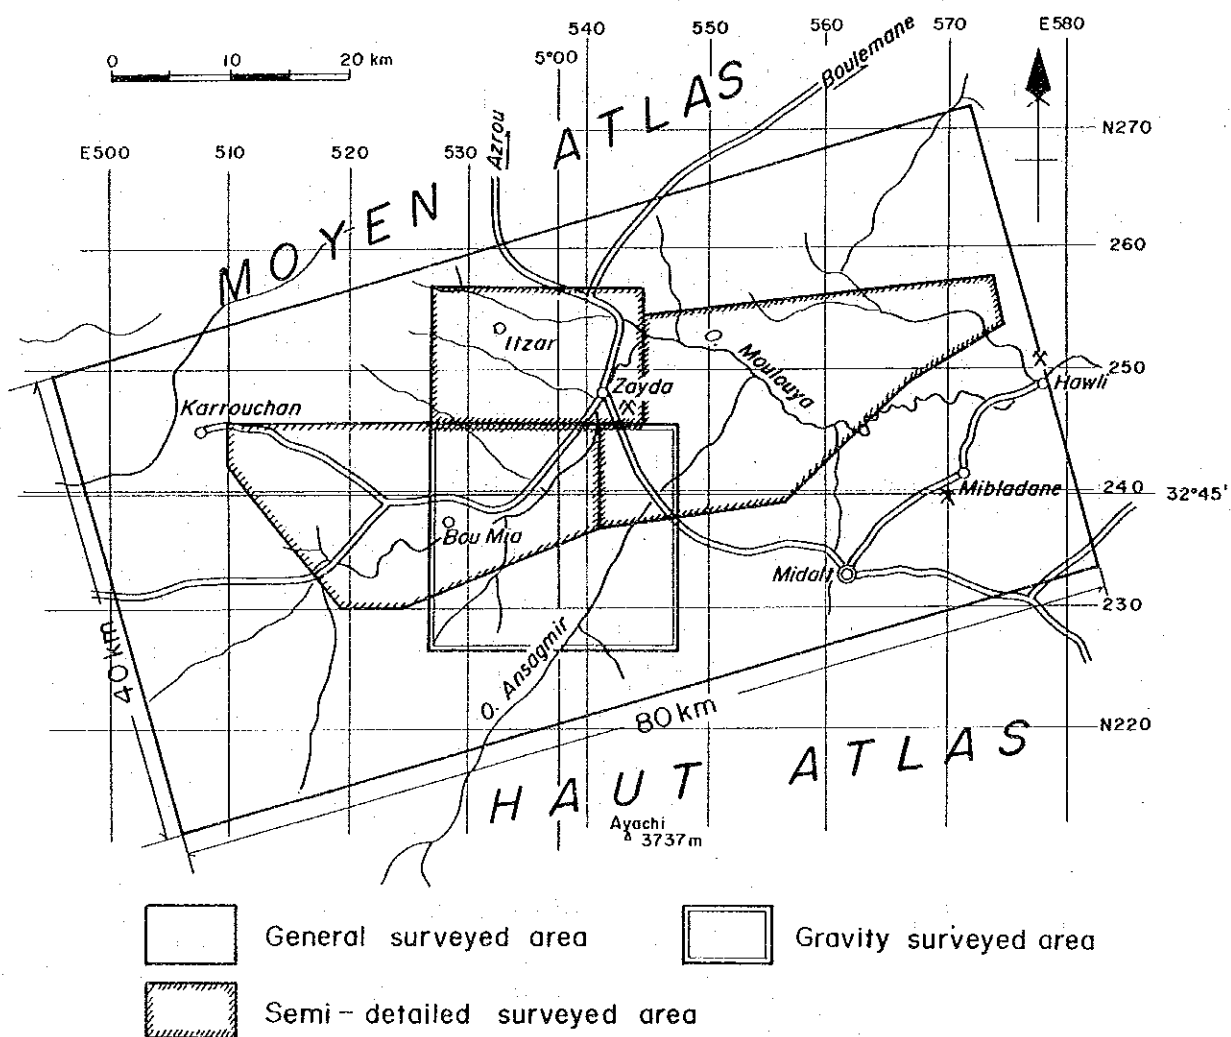 540 550 560 570 E580
0 10 20 km
5°00'
Boulemane
ATLAS
Azrou
N270
E500 510 520 530
MOYEN
260
Itzar
O. Moulouya
250
Zayda
Hawli
Karrouchan
240 32°45'
Mibladane
Bou Mia
Midalt
230
40 km
O. Ansagmir
80 km
N220
HAUT ATLAS
Ayachi
3737m
General surveyed area
Gravity surveyed area
Semi-detailed surveyed area